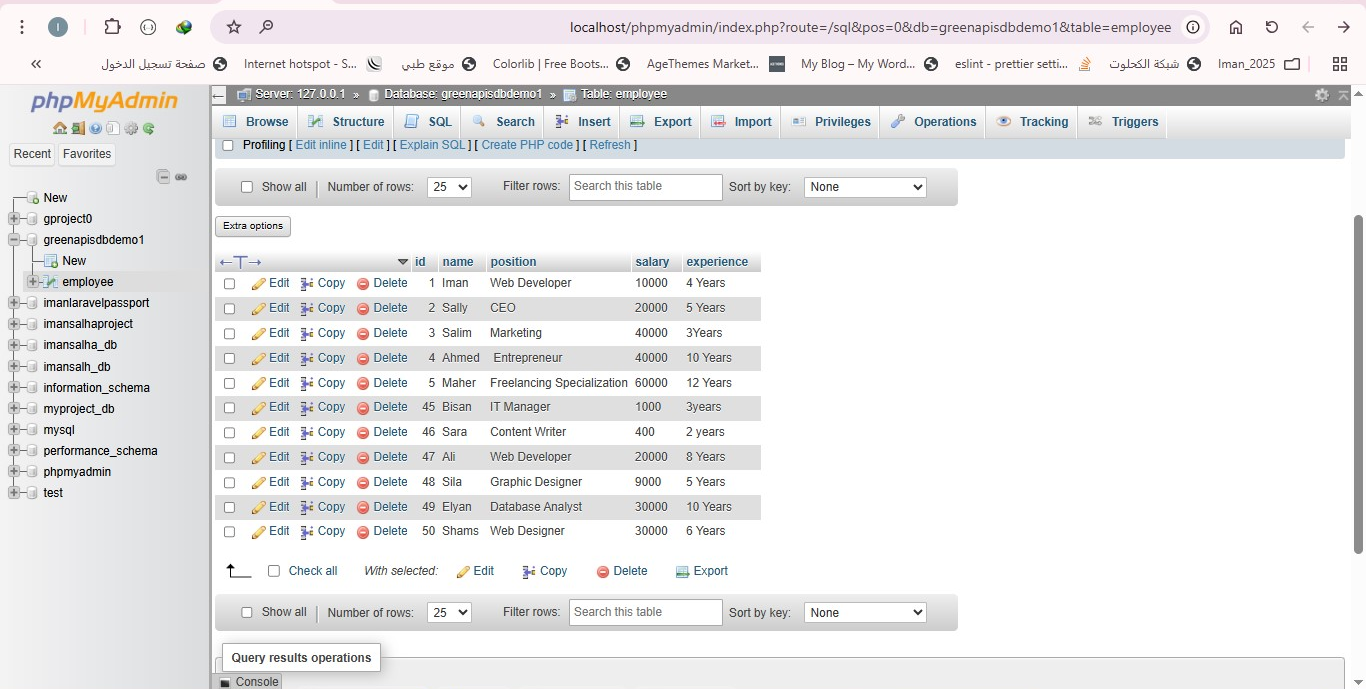 I
localhost/phpmyadmin/index.php?route=/sql&pos=0&db=greenapisdbdemo1&table=employee
صفحة تسجيل الدخول Internet hotspot - S... موقع طبي Colorlib | Free Boots... AgeThemes Market... My Blog – My Word... eslint - prettier setti... شبكة الكحلوت Iman_2025
phpMyAdmin
Recent Favorites
New
gproject0
greenapisdbdemo1
New
employee
imanlaravelpassport
imansalhaproject
imansalha_db
imansalh_db
information_schema
myproject_db
mysql
performance_schema
phpmyadmin
test
Server: 127.0.0.1 » Database: greenapisdbdemo1 » Table: employee
Browse Structure SQL Search Insert Export Import Privileges Operations Tracking Triggers
Profiling [ Edit inline ] [ Edit ] [ Explain SQL ] [ Create PHP code ] [ Refresh ]
Show all Number of rows: 25 Filter rows: Search this table Sort by key: None
Extra options
id name position salary experience
Edit Copy Delete 1 Iman Web Developer 10000 4 Years
Edit Copy Delete 2 Sally CEO 20000 5 Years
Edit Copy Delete 3 Salim Marketing 40000 3Years
Edit Copy Delete 4 Ahmed Entrepreneur 40000 10 Years
Edit Copy Delete 5 Maher Freelancing Specialization 60000 12 Years
Edit Copy Delete 45 Bisan IT Manager 1000 3years
Edit Copy Delete 46 Sara Content Writer 400 2 years
Edit Copy Delete 47 Ali Web Developer 20000 8 Years
Edit Copy Delete 48 Sila Graphic Designer 9000 5 Years
Edit Copy Delete 49 Elyan Database Analyst 30000 10 Years
Edit Copy Delete 50 Shams Web Designer 30000 6 Years
Check all With selected: Edit Copy Delete Export
Show all Number of rows: 25 Filter rows: Search this table Sort by key: None
Query results operations
Console